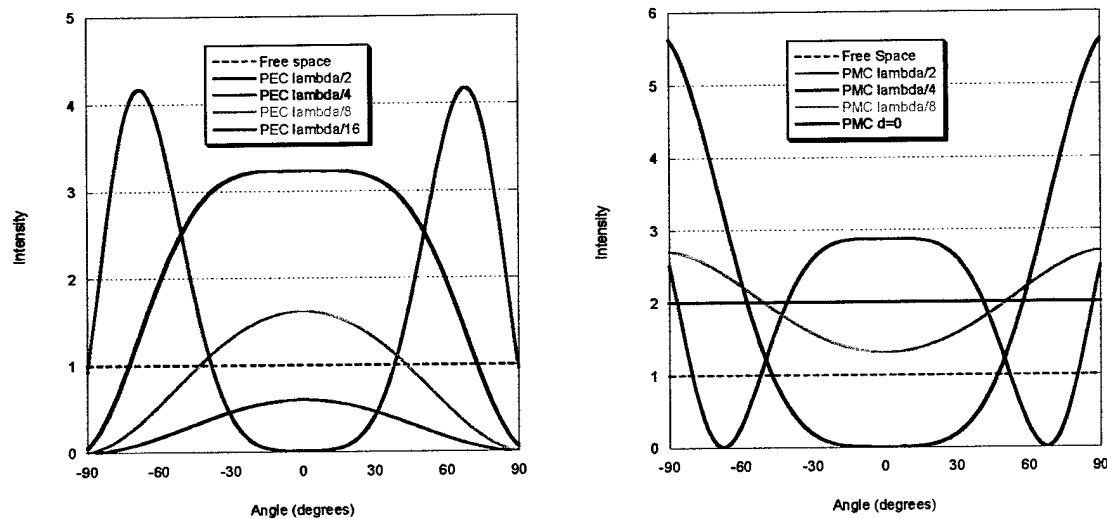 5
4
3
2
1
0
Intensity
Free space
PEC lambda/2
PEC lambda/4
PEC lambda/8
PEC lambda/16
-90
-60
-30
0
30
60
90
Angle (degrees)
6
5
4
3
2
1
0
Intensity
Free Space
PMC lambda/2
PMC lambda/4
PMC lambda/8
PMC d=0
-90
-60
-30
0
30
60
90
Angle (degrees)